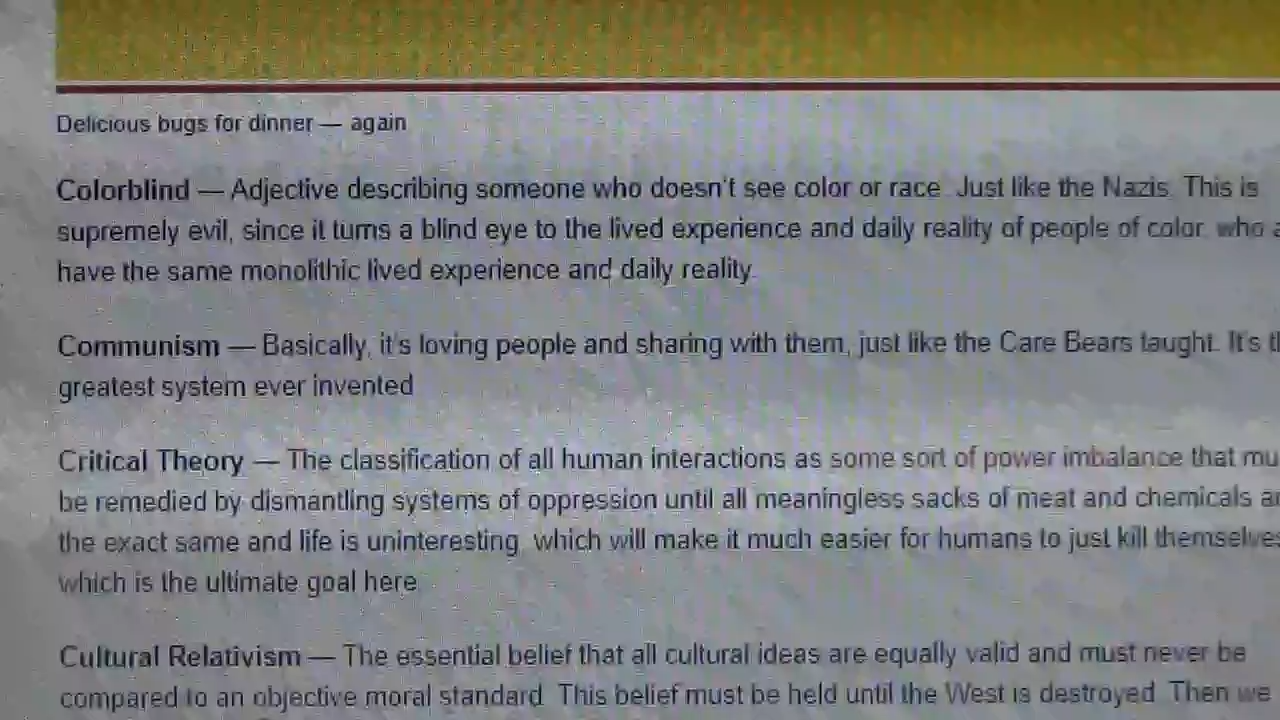 Delicious bugs for dinner — again
Colorblind — Adjective describing someone who doesn't see color or race. Just like the Nazis. This is
supremely evil, since it turns a blind eye to the lived experience and daily reality of people of color, who
have the same monolithic lived experience and daily reality.
Communism — Basically, it's loving people and sharing with them, just like the Care Bears taught. It's
greatest system ever invented.
Critical Theory — The classification of all human interactions as some sort of power imbalance that
be remedied by dismantling systems of oppression until all meaningless sacks of meat and chemicals
the exact same and life is uninteresting, which will make it much easier for humans to just kill themselves
which is the ultimate goal here.
Cultural Relativism — The essential belief that all cultural ideas are equally valid and must never be
compared to an objective moral standard. This belief must be held until the West is destroyed. Then we